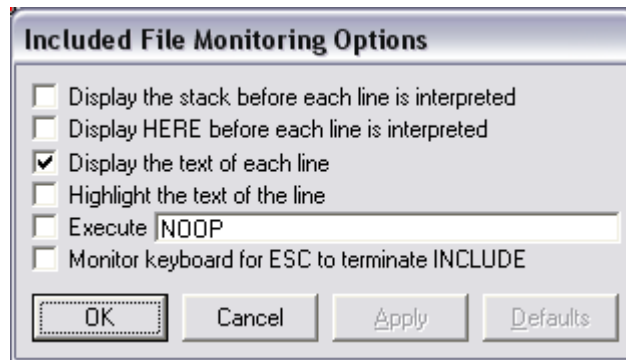 Included File Monitoring Options
Display the stack before each line is interpreted
Display HERE before each line is interpreted
Display the text of each line
Highlight the text of the line
Execute NOOP
Monitor keyboard for ESC to terminate INCLUDE
OK Cancel Apply Defaults